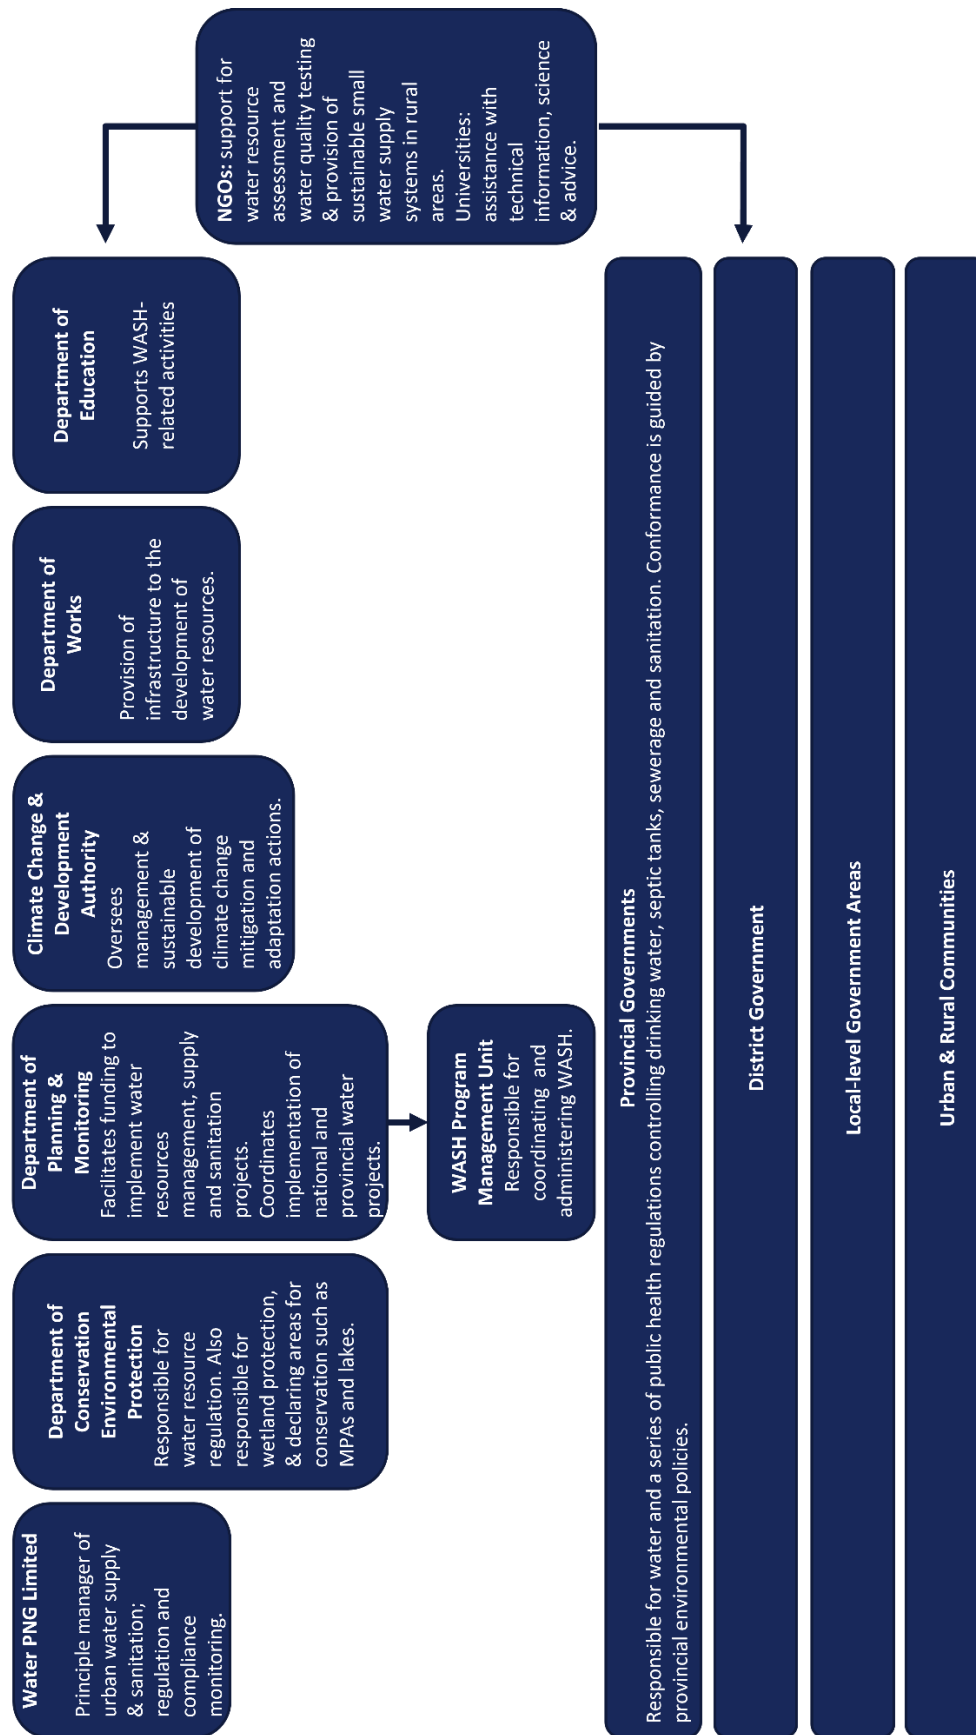 Water PNG Limited
Principle manager of
urban water supply
& sanitation;
regulation and
compliance
monitoring.
Department of
Conservation
Environmental
Protection
Responsible for
water resource
regulation. Also
responsible for
wetland protection,
& declaring areas for
conservation such as
MPAs and lakes.
Department of
Planning &
Monitoring
Facilitates funding to
implement water
resources
management, supply
and sanitation
projects.
Coordinates
implementation of
national and
provincial water
projects.
WASH Program
Management Unit
Responsible for
coordinating and
administering WASH.
Climate Change &
Development
Authority
Oversees
management &
sustainable
development of
climate change
mitigation and
adaptation actions.
Department of
Works
Provision of
infrastructure to the
development of
water resources.
Department of
Education
Supports WASH-
related activities
NGOs: support for
water resource
assessment and
water quality testing
& provision of
sustainable small
water supply
systems in rural
areas.
Universities:
assistance with
technical
information, science
& advice.
Provincial Governments
Responsible for water and a series of public health regulations controlling drinking water, septic tanks, sewerage and sanitation. Conformance is guided by
provincial environmental policies.
District Government
Local-level Government Areas
Urban & Rural Communities